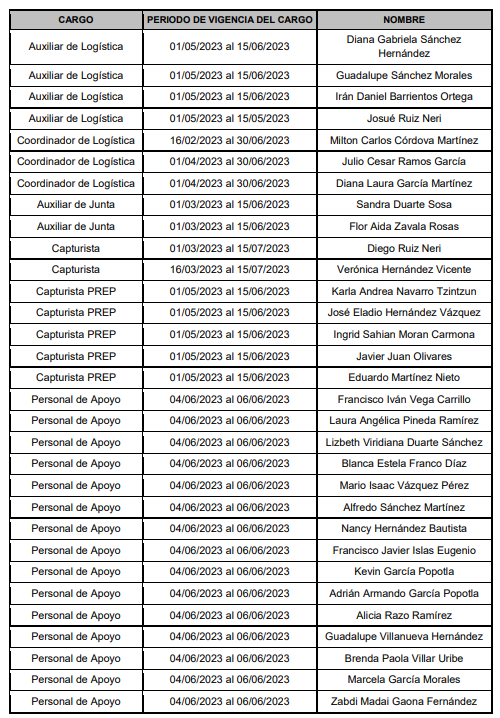 CARGO PERIODO DE VIGENCIA DEL CARGO NOMBRE
Auxiliar de Logística 01/05/2023 al 15/06/2023 Diana Gabriela Sánchez
Hernández
Auxiliar de Logística 01/05/2023 al 15/06/2023 Guadalupe Sánchez Morales
Auxiliar de Logística 01/05/2023 al 15/06/2023 Irán Daniel Barrientos Ortega
Auxiliar de Logística 01/05/2023 al 15/05/2023 Josué Ruiz Neri
Coordinador de Logística 16/02/2023 al 30/06/2023 Milton Carlos Córdova Martínez
Coordinador de Logística 01/04/2023 al 30/06/2023 Julio Cesar Ramos García
Coordinador de Logística 01/04/2023 al 30/06/2023 Diana Laura García Martínez
Auxiliar de Junta 01/03/2023 al 15/06/2023 Sandra Duarte Sosa
Auxiliar de Junta 01/03/2023 al 15/06/2023 Flor Aida Zavala Rosas
Capturista 01/03/2023 al 15/07/2023 Diego Ruiz Neri
Capturista 16/03/2023 al 15/07/2023 Verónica Hernández Vicente
Capturista PREP 01/05/2023 al 15/06/2023 Karla Andrea Navarro Tzintzun
Capturista PREP 01/05/2023 al 15/06/2023 José Eladio Hernández Vázquez
Capturista PREP 01/05/2023 al 15/06/2023 Ingrid Sahian Moran Carmona
Capturista PREP 01/05/2023 al 15/06/2023 Javier Juan Olivares
Capturista PREP 01/05/2023 al 15/06/2023 Eduardo Martínez Nieto
Personal de Apoyo 04/06/2023 al 06/06/2023 Francisco Iván Vega Carrillo
Personal de Apoyo 04/06/2023 al 06/06/2023 Laura Angélica Pineda Ramírez
Personal de Apoyo 04/06/2023 al 06/06/2023 Lizbeth Viridiana Duarte Sánchez
Personal de Apoyo 04/06/2023 al 06/06/2023 Blanca Estela Franco Díaz
Personal de Apoyo 04/06/2023 al 06/06/2023 Mario Isaac Vázquez Pérez
Personal de Apoyo 04/06/2023 al 06/06/2023 Alfredo Sánchez Martínez
Personal de Apoyo 04/06/2023 al 06/06/2023 Nancy Hernández Bautista
Personal de Apoyo 04/06/2023 al 06/06/2023 Francisco Javier Islas Eugenio
Personal de Apoyo 04/06/2023 al 06/06/2023 Kevin García Popotla
Personal de Apoyo 04/06/2023 al 06/06/2023 Adrián Armando García Popotla
Personal de Apoyo 04/06/2023 al 06/06/2023 Alicia Razo Ramírez
Personal de Apoyo 04/06/2023 al 06/06/2023 Guadalupe Villanueva Hernández
Personal de Apoyo 04/06/2023 al 06/06/2023 Brenda Paola Villar Uribe
Personal de Apoyo 04/06/2023 al 06/06/2023 Marcela García Morales
Personal de Apoyo 04/06/2023 al 06/06/2023 Zabdi Madai Gaona Fernández